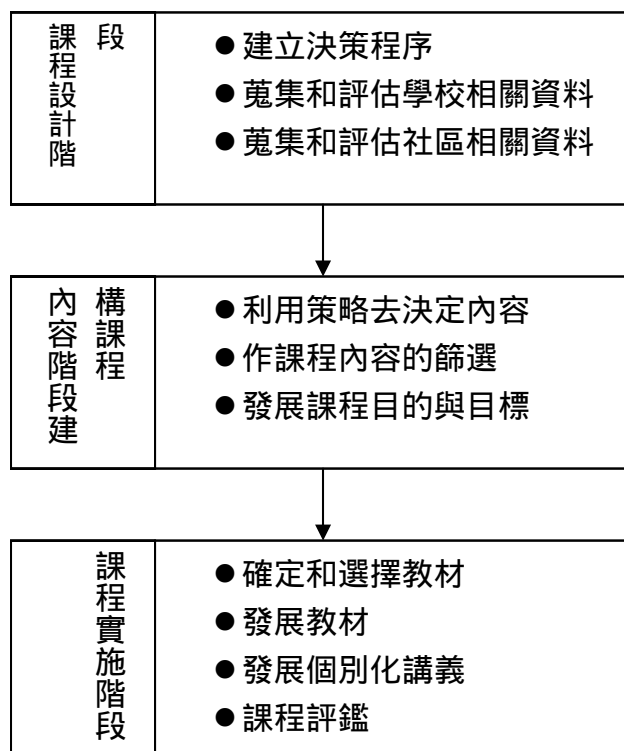 課程設計階
段
●建立決策程序
●蒐集和評估學校相關資料
●蒐集和評估社區相關資料
內容階段建
構課程
●利用策略去決定內容
●作課程內容的篩選
●發展課程目的與目標
課程實施階段
●確定和選擇教材
●發展教材
●發展個別化講義
●課程評鑑